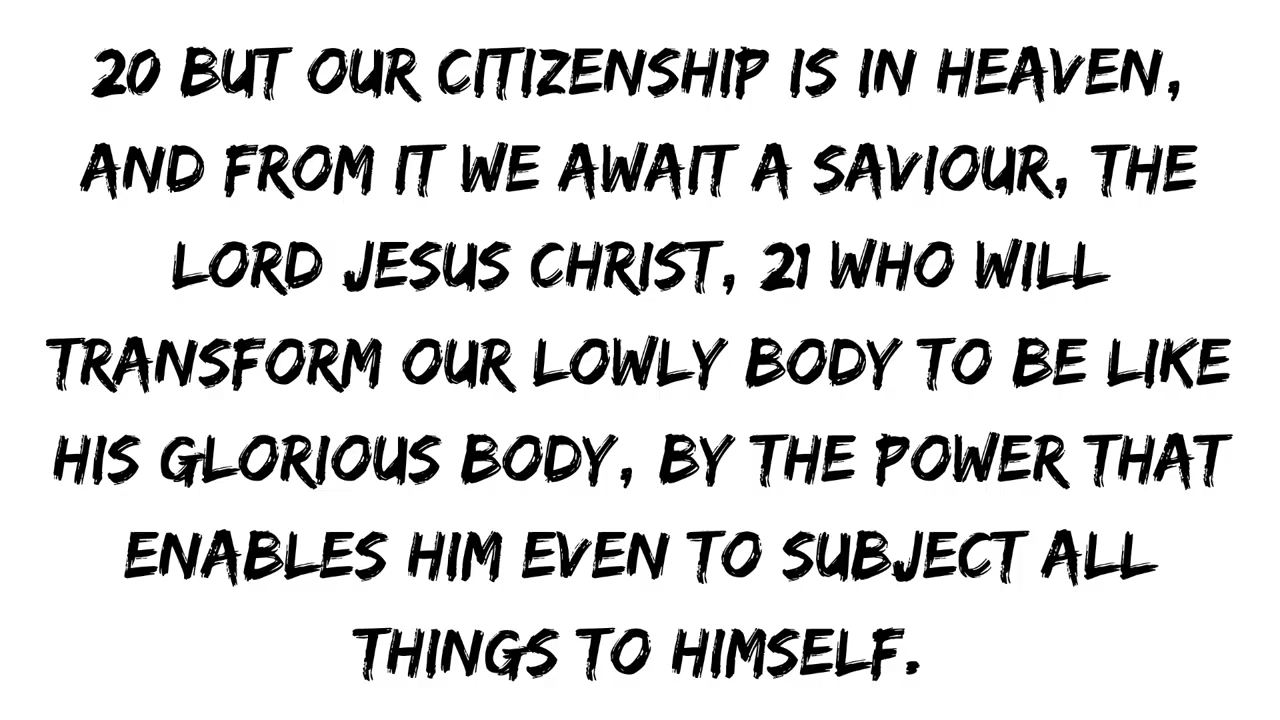 20 BUT OUR CITIZENSHIP IS IN HEAVEN,
AND FROM IT WE AWAIT A SAVIOUR, THE
LORD JESUS CHRIST, 21 WHO WILL
TRANSFORM OUR LOWLY BODY TO BE LIKE
HIS GLORIOUS BODY, BY THE POWER THAT
ENABLES HIM EVEN TO SUBJECT ALL
THINGS TO HIMSELF.